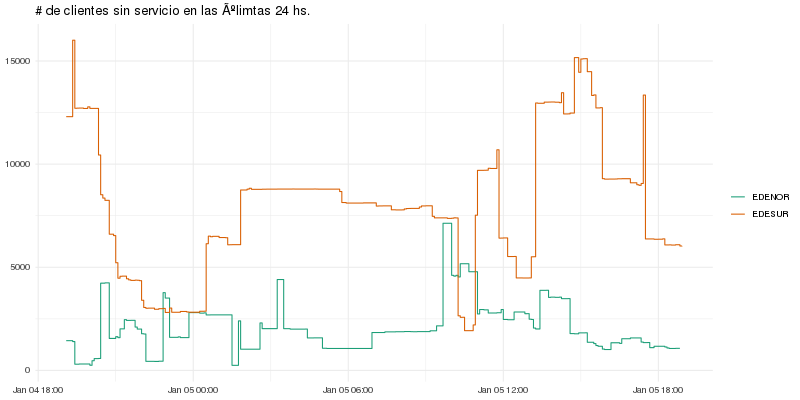 # de clientes sin servicio en las Ãºlimtas 24 hs.
15000
10000
5000
0
Jan 04 18:00
Jan 05 00:00
Jan 05 06:00
Jan 05 12:00
Jan 05 18:00
EDENOR
EDESUR